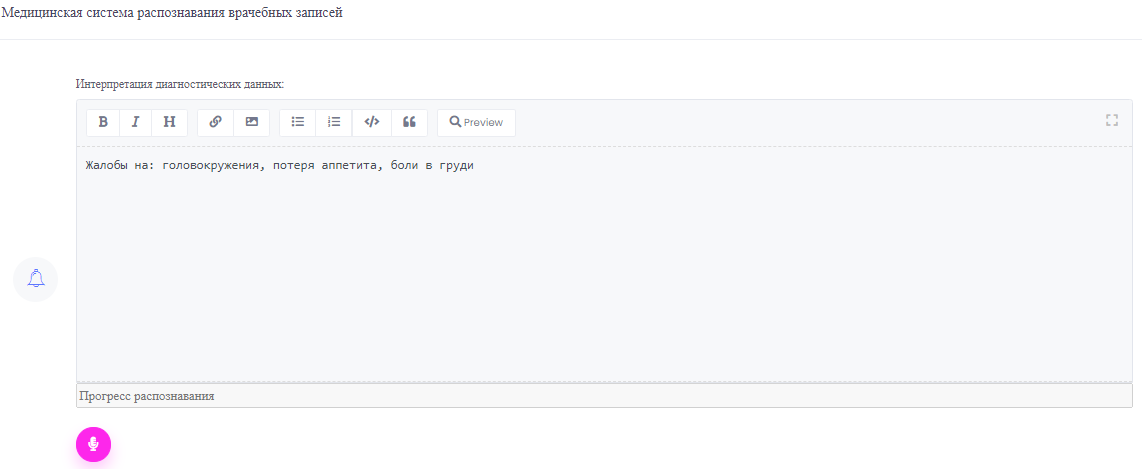 Медицинская система распознавания врачебных записей
Интерпретация диагностических данных:
B I H Preview
Жалобы на: головокружения, потеря аппетита, боли в груди
Прогресс распознавания